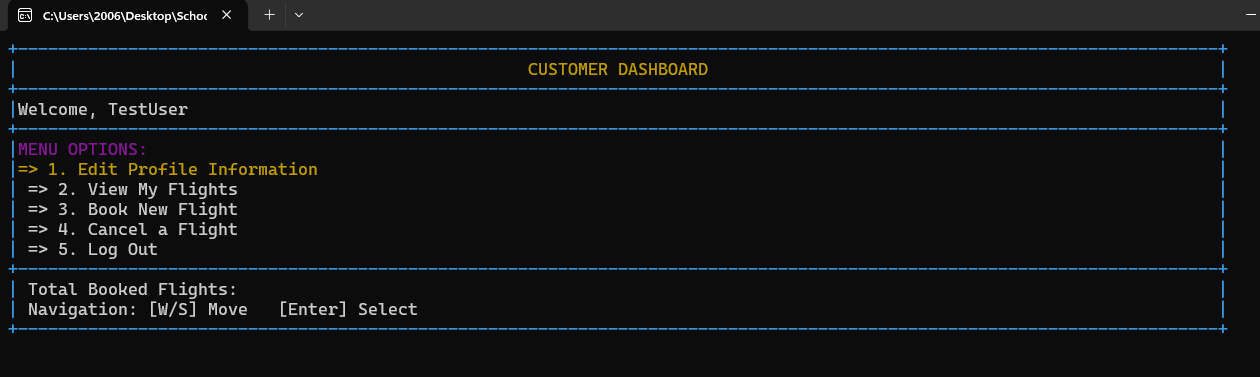 C:\Users\2006\Desktop\Schoo
CUSTOMER DASHBOARD
Welcome, TestUser
MENU OPTIONS:
=> 1. Edit Profile Information
=> 2. View My Flights
=> 3. Book New Flight
=> 4. Cancel a Flight
=> 5. Log Out
Total Booked Flights:
Navigation: [W/S] Move   [Enter] Select